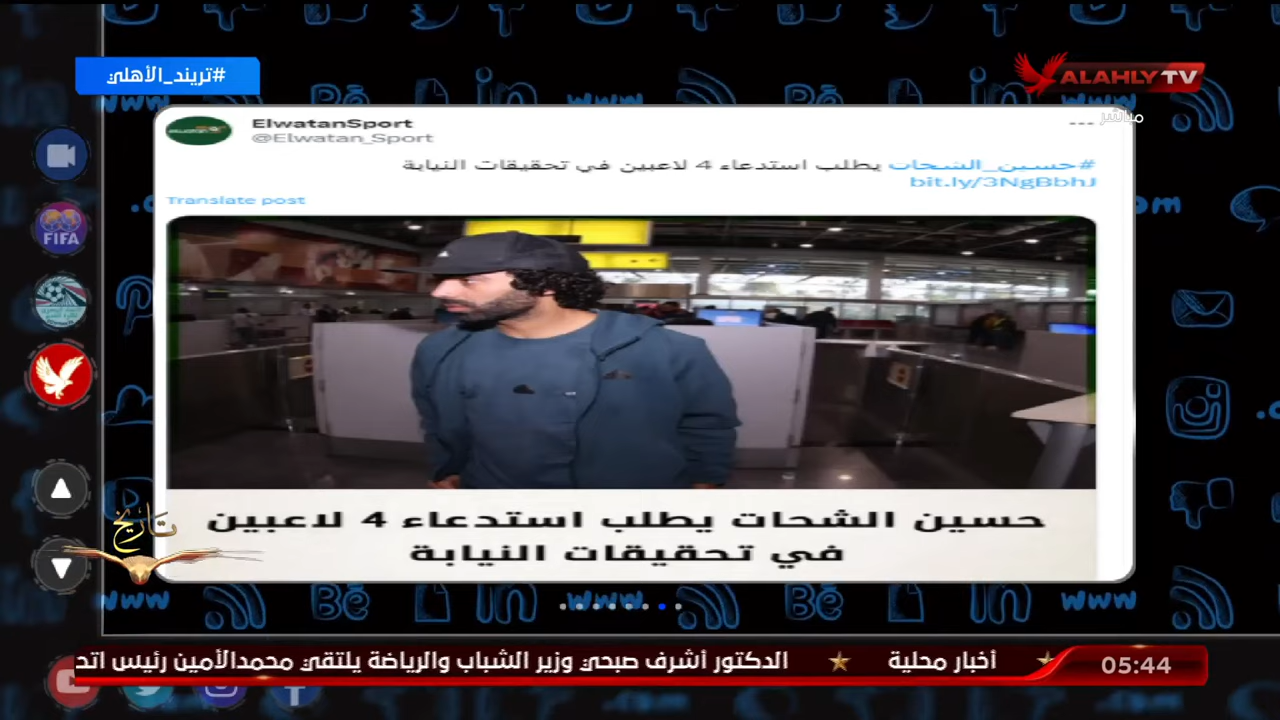 #تريند_الأهلي
ALAHLY TV
مباشر
ElwatanSport
@Elwatan_Sport
#حسين_الشحات يطلب استدعاء 4 لاعبين في تحقيقات النيابة
bit.ly/3NgBbhJ
Translate post
FIFA
حسين الشحات يطلب استدعاء 4 لاعبين
في تحقيقات النيابة
تاريخ
أخبار محلية ★ الدكتور أشرف صبحي وزير الشباب والرياضة يلتقي محمدالأمين رئيس اتحـ
05:44